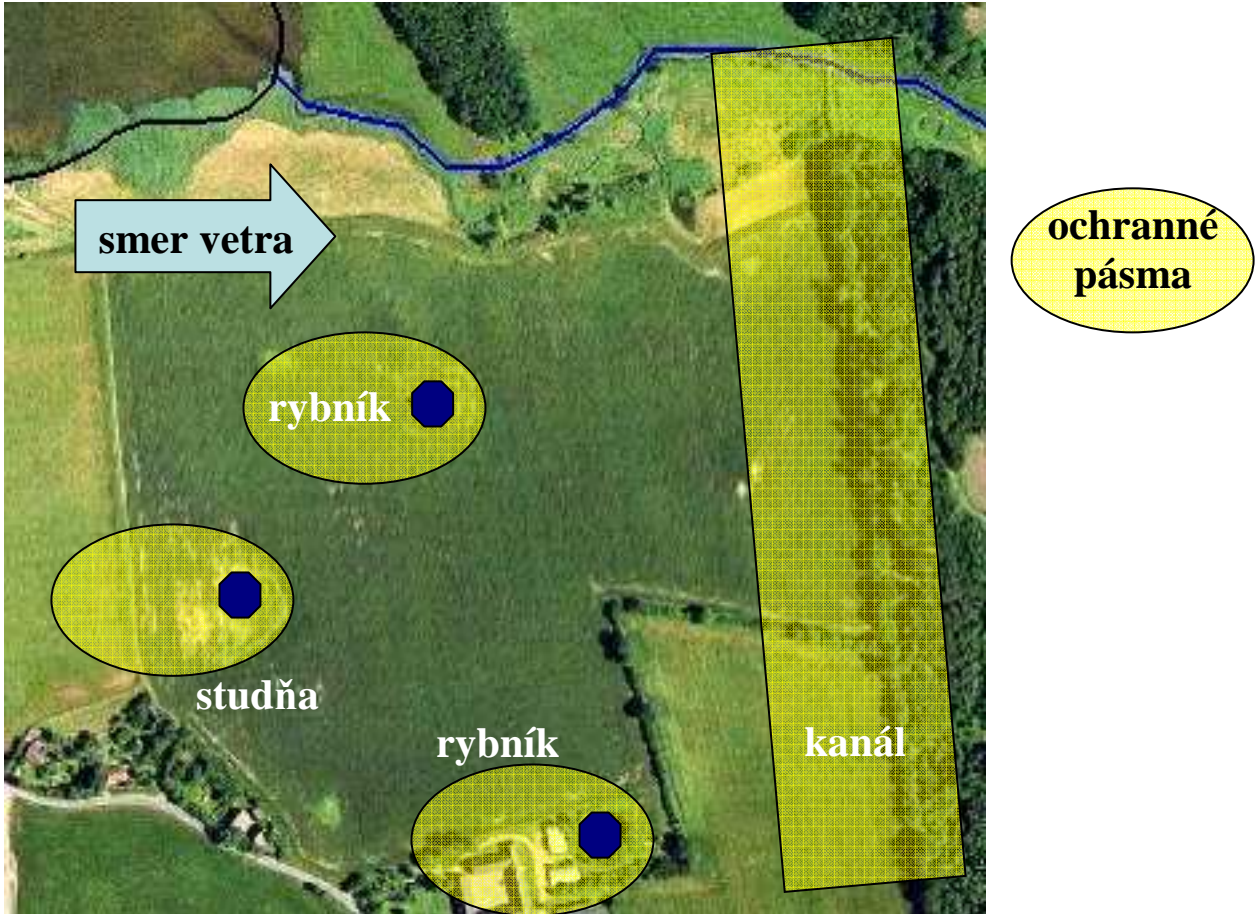 smer vetra
ochranné
pásma
rybník
studňa
rybník
kanál